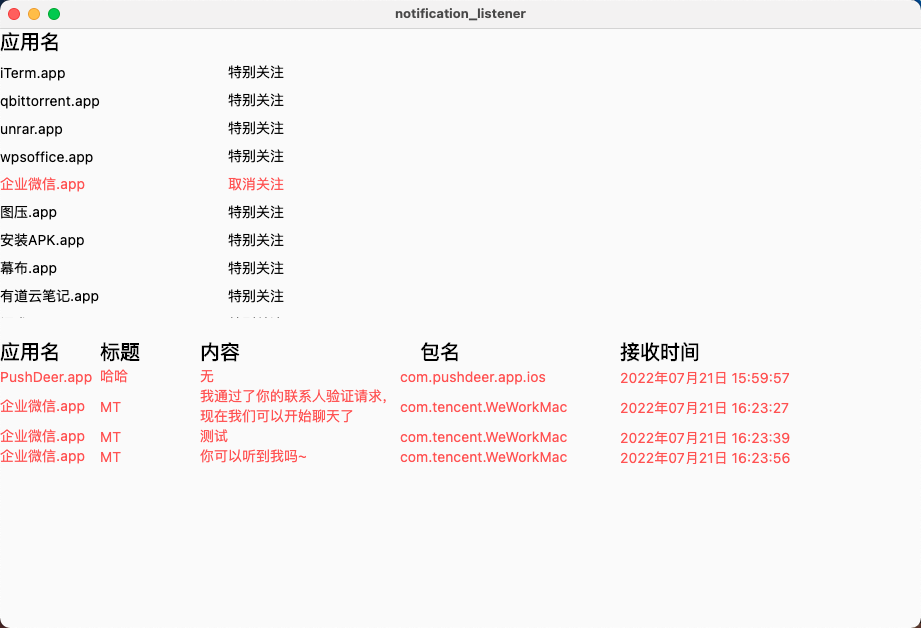 notification_listener
应用名
iTerm.app 特别关注
qbittorrent.app 特别关注
unrar.app 特别关注
wpsoffice.app 特别关注
企业微信.app 取消关注
图压.app 特别关注
安装APK.app 特别关注
幕布.app 特别关注
有道云笔记.app 特别关注
应用名 标题 内容 包名 接收时间
PushDeer.app 哈哈 无 com.pushdeer.app.ios 2022年07月21日 15:59:57
企业微信.app MT 我通过了你的联系人验证请求，
现在我们可以开始聊天了 com.tencent.WeWorkMac 2022年07月21日 16:23:27
企业微信.app MT 测试 com.tencent.WeWorkMac 2022年07月21日 16:23:39
企业微信.app MT 你可以听到我吗~ com.tencent.WeWorkMac 2022年07月21日 16:23:56